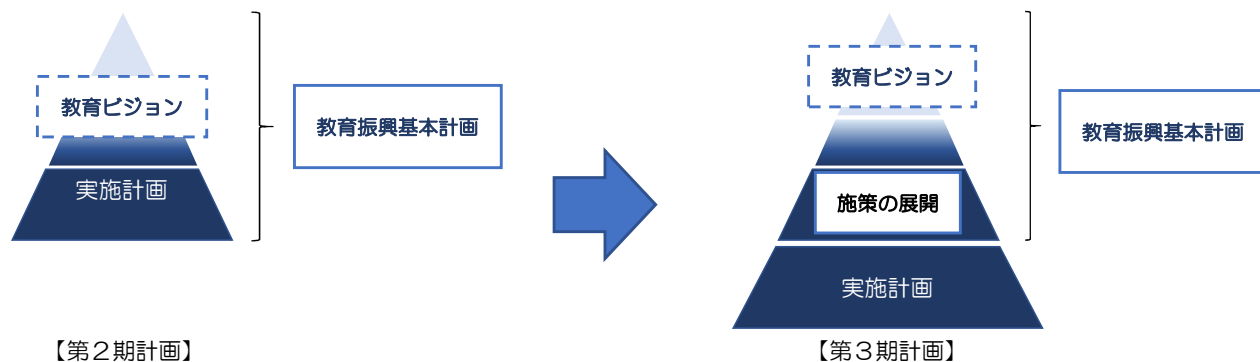 教育ビジョン
教育振興基本計画
実施計画
【第２期計画】
教育ビジョン
教育振興基本計画
施策の展開
実施計画
【第３期計画】